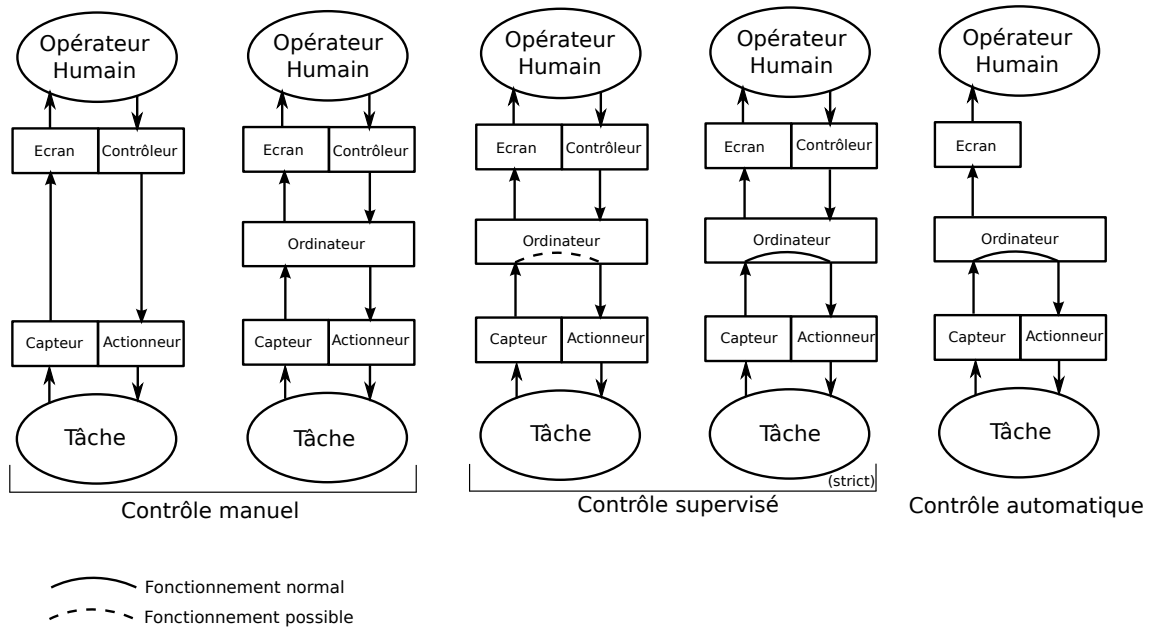 Opérateur
Humain
Ecran
Contrôleur
Capteur
Actionneur
Tâche
Opérateur
Humain
Ecran
Contrôleur
Ordinateur
Capteur
Actionneur
Tâche
Contrôle manuel
Opérateur
Humain
Ecran
Contrôleur
Ordinateur
Capteur
Actionneur
Tâche
Opérateur
Humain
Ecran
Contrôleur
Ordinateur
Capteur
Actionneur
Tâche
(strict)
Contrôle supervisé
Opérateur
Humain
Ecran
Ordinateur
Capteur
Actionneur
Tâche
Contrôle automatique
Fonctionnement normal
Fonctionnement possible